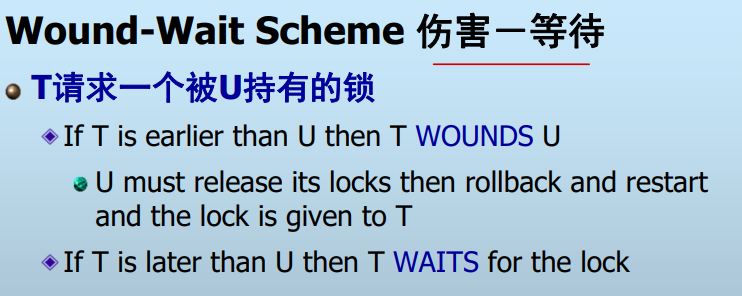 Wound-Wait Scheme 伤害－等待
T请求一个被U持有的锁
If T is earlier than U then T WOUNDS U
U must release its locks then rollback and restart
and the lock is given to T
If T is later than U then T WAITS for the lock